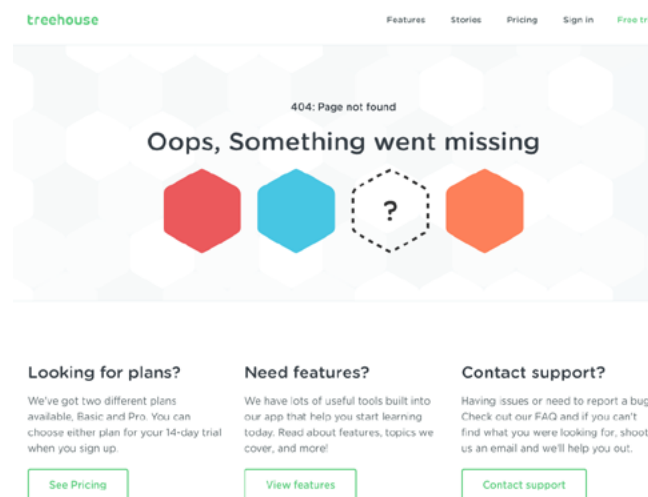 treehouse
Features Stories Pricing Sign in Free tr
404: Page not found
Oops, Something went missing
?
Looking for plans?
We've got two different plans
available, Basic and Pro. You can
choose either plan for your 14-day trial
when you sign up.
See Pricing
Need features?
We have lots of useful tools built into
our app that help you start learning
today. Read about features, topics we
cover, and more!
View features
Contact support?
Having issues or need to report a bug
Check out our FAQ and if you can't
find what you were looking for, shoot
us an email and we'll help you out.
Contact support